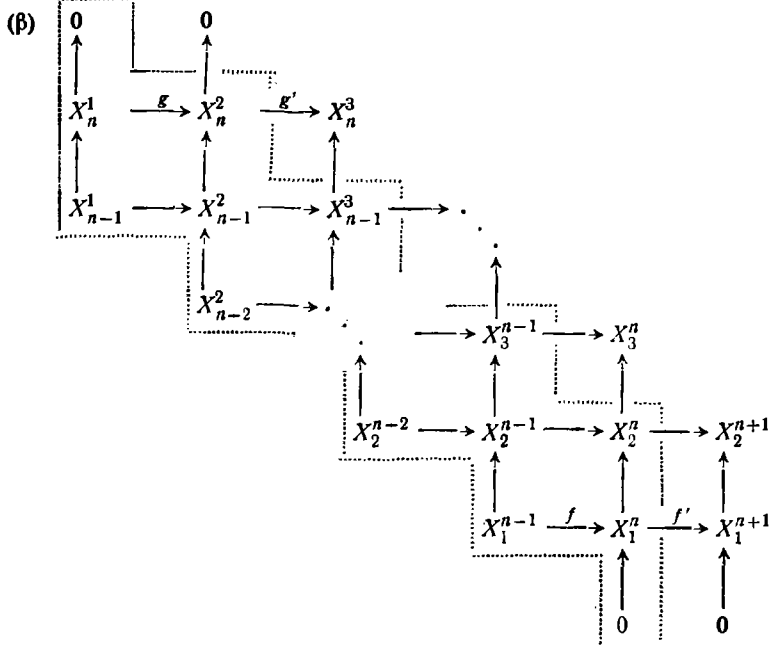 (β)
0 0
X_n^1 g X_n^2 g' X_n^3
X_{n-1}^1 X_{n-1}^2 X_{n-1}^3
X_{n-2}^2
X_3^{n-1} X_3^n
X_2^{n-2} X_2^{n-1} X_2^n X_2^{n+1}
X_1^{n-1} f X_1^n f' X_1^{n+1}
0 0